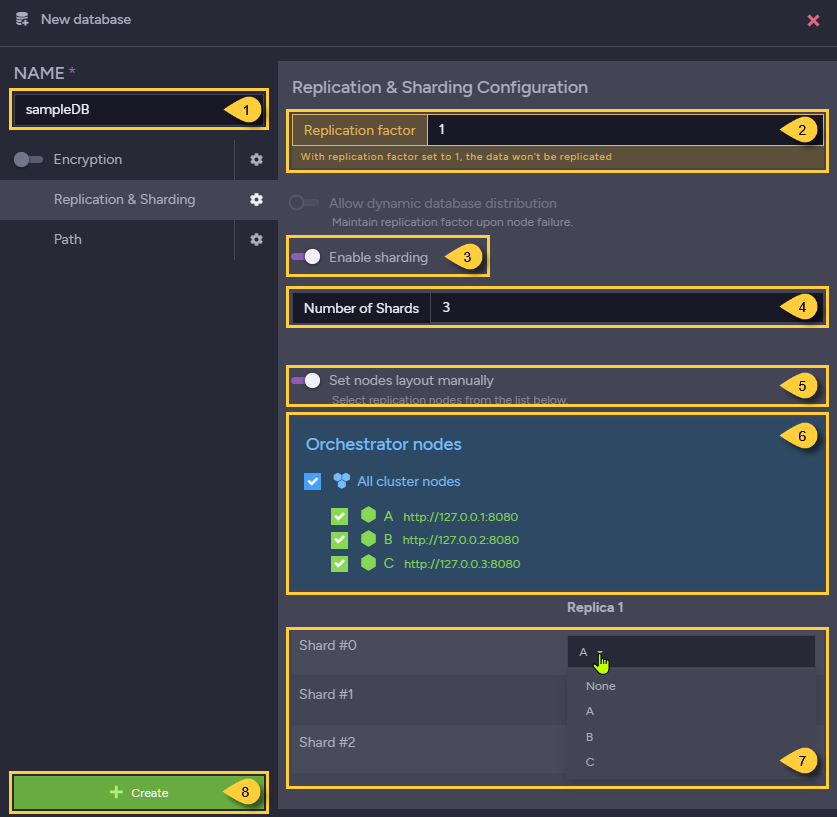 New database
NAME *
sampleDB
1
Encryption
Replication & Sharding
Path
Replication & Sharding Configuration
Replication factor 1
2
With replication factor set to 1, the data won't be replicated
Allow dynamic database distribution
Maintain replication factor upon node failure.
Enable sharding
3
Number of Shards 3
4
Set nodes layout manually
5
Select replication nodes from the list below.
6
Orchestrator nodes
All cluster nodes
A http://127.0.0.1:8080
B http://127.0.0.2:8080
C http://127.0.0.3:8080
Replica 1
Shard #0
A
None
Shard #1
A
B
Shard #2
C
7
Create
8